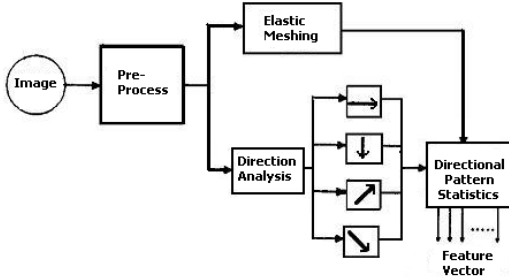 Elastic
Meshing
Image
Pre-
Process
Direction
Analysis
Directional
Pattern
Statistics
Feature
Vector